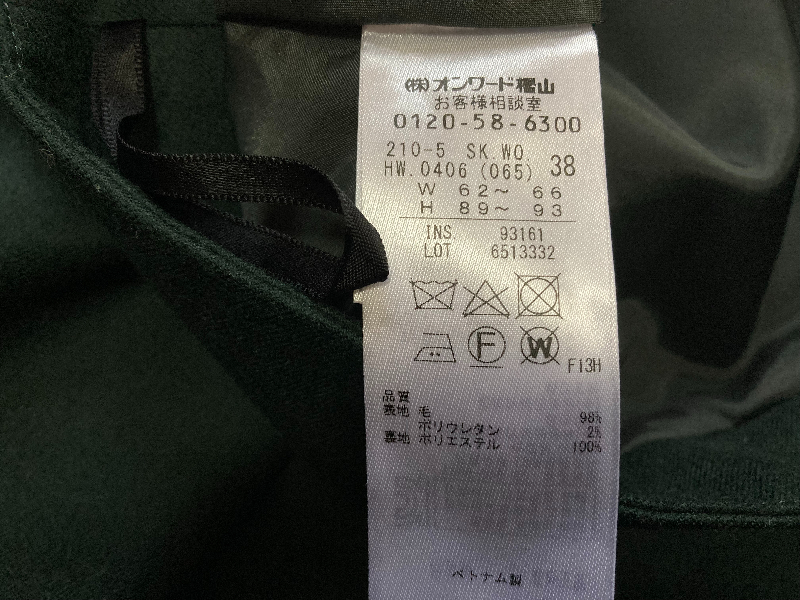 (株)オンワード樫山
お客様相談室
0120-58-6300
210-5 SK.WO 38
HW.0406 (065)
W 62～ 66
H 89～ 93
INS 93161
LOT 6513332
F W
F13H
品質
表地 毛 98%
ポリウレタン 2%
裏地 ポリエステル 100%
ベトナム製